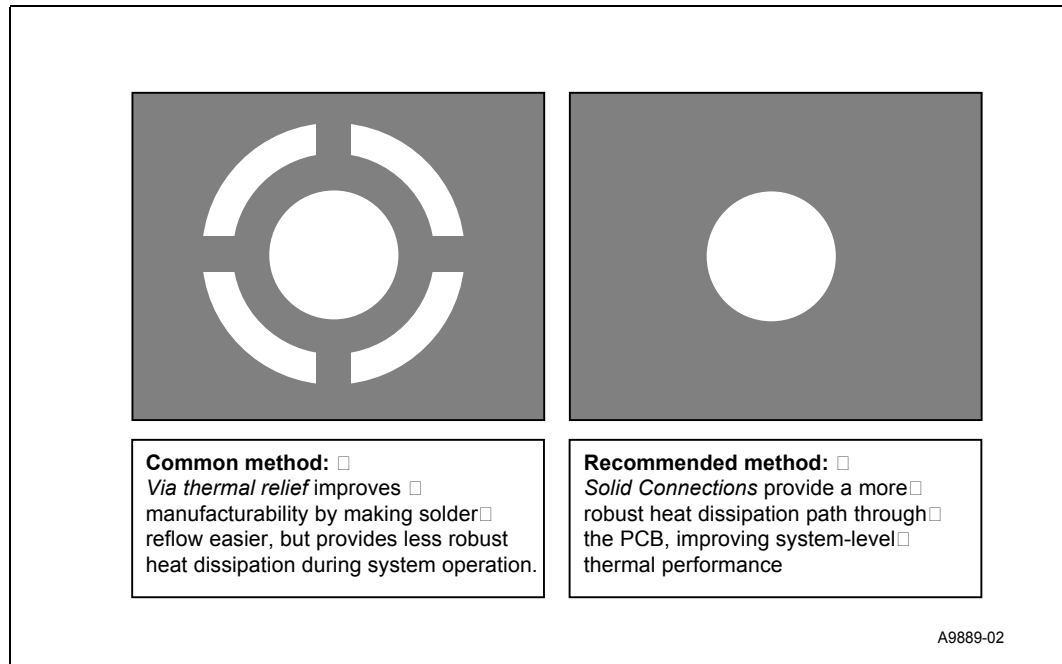 Common method: □
Via thermal relief improves □
manufacturability by making solder□
reflow easier, but provides less robust
heat dissipation during system operation.
Recommended method: □
Solid Connections provide a more□
robust heat dissipation path through□
the PCB, improving system-level□
thermal performance
A9889-02